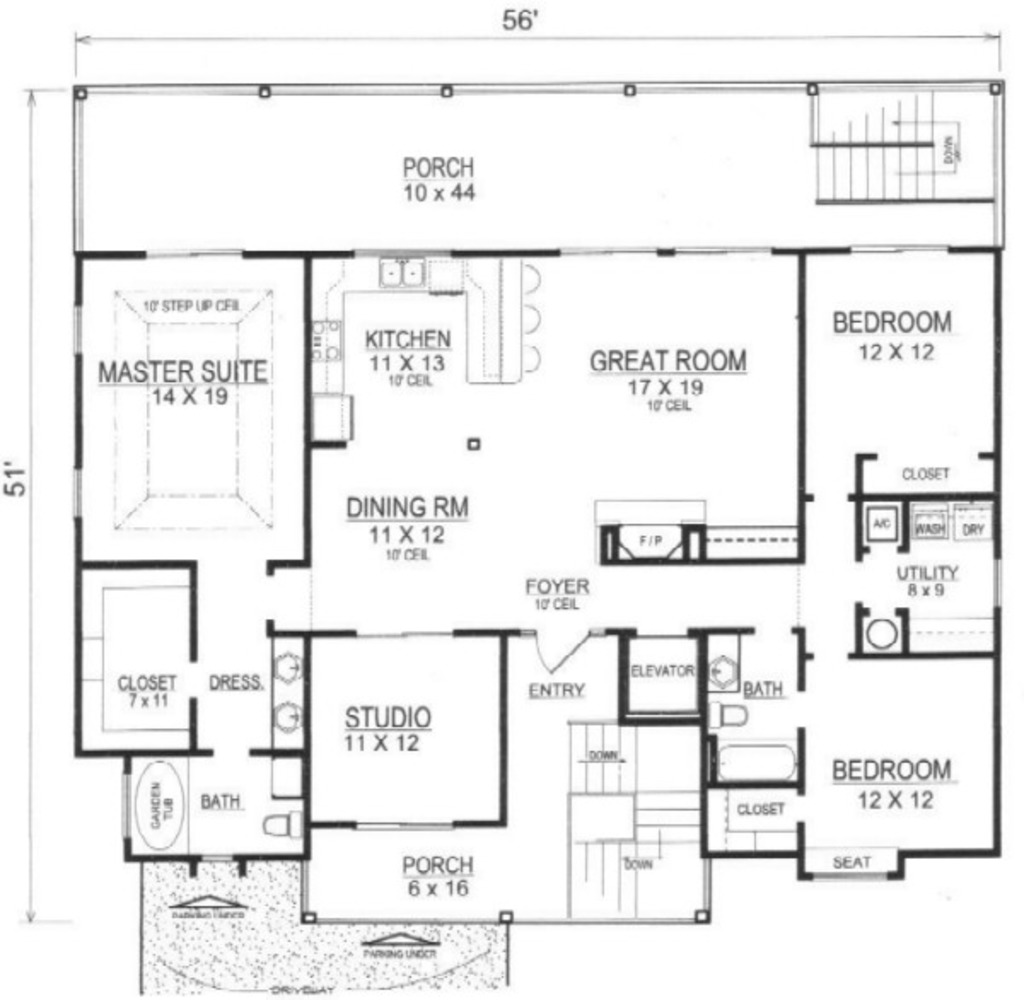 56'
51'
PORCH
10 x 44
DOWN
10' STEP UP CEIL
MASTER SUITE
14 X 19
KITCHEN
11 X 13
10' CEIL
GREAT ROOM
17 X 19
10' CEIL
BEDROOM
12 X 12
CLOSET
DINING RM
11 X 12
10' CEIL
F/P
A/C
WASH
DRY
UTILITY
8 x 9
FOYER
10' CEIL
CLOSET
7 x 11
DRESS.
STUDIO
11 X 12
ENTRY
ELEVATOR
BATH
DOWN
BEDROOM
12 X 12
GARDEN
TUB
BATH
CLOSET
PORCH
6 x 16
DOWN
SEAT
PARKING UNDER
PARKING UNDER
DRIVEWAY